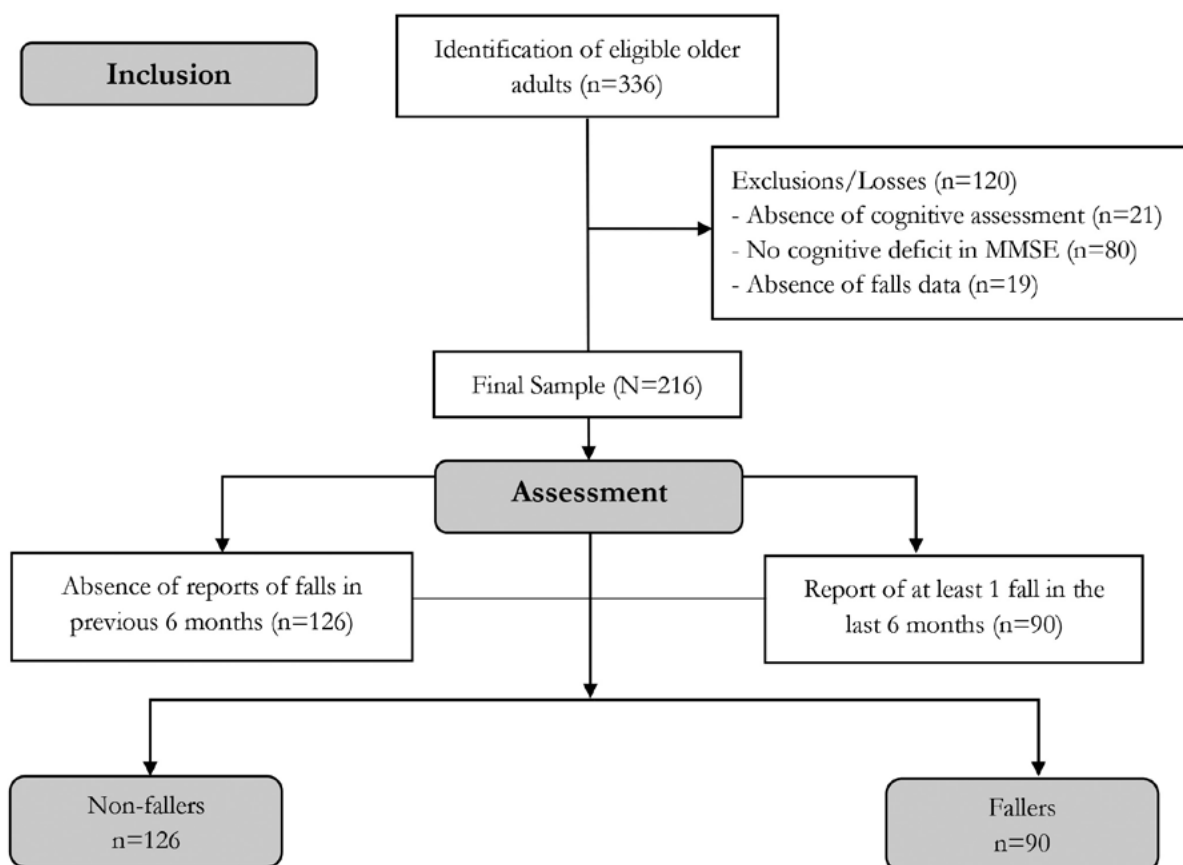 Inclusion
Identification of eligible older
adults (n=336)
Exclusions/Losses (n=120)
- Absence of cognitive assessment (n=21)
- No cognitive deficit in MMSE (n=80)
- Absence of falls data (n=19)
Final Sample (N=216)
Assessment
Absence of reports of falls in
previous 6 months (n=126)
Report of at least 1 fall in the
last 6 months (n=90)
Non-fallers
n=126
Fallers
n=90